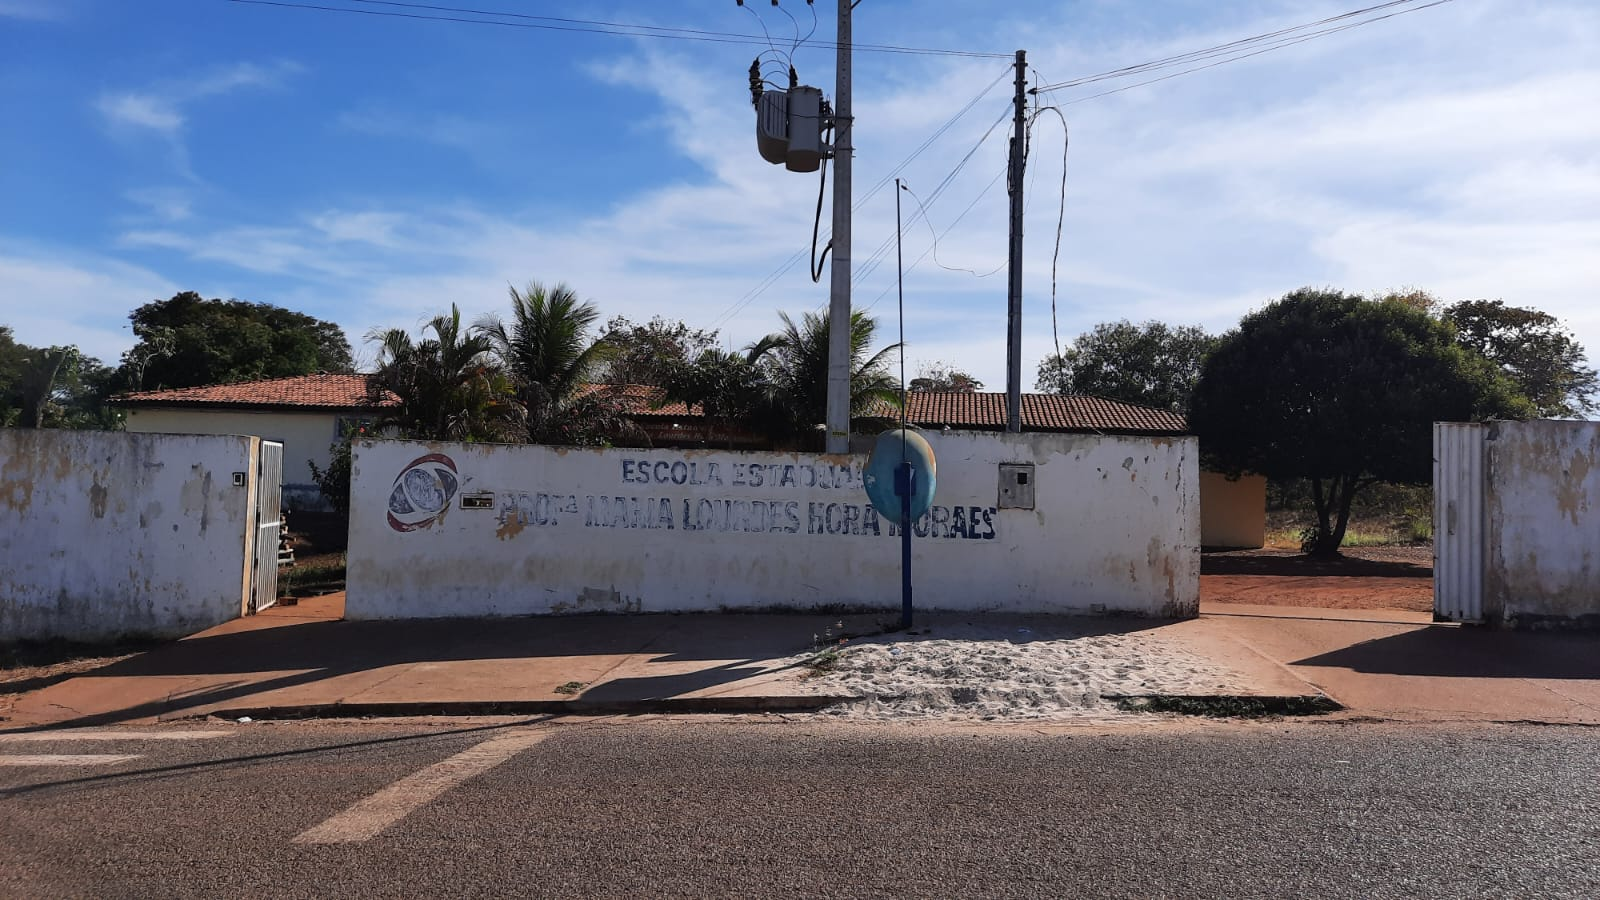 ESCOLA ESTADUAL
PROFª MARIA LOURDES HORA MORAES